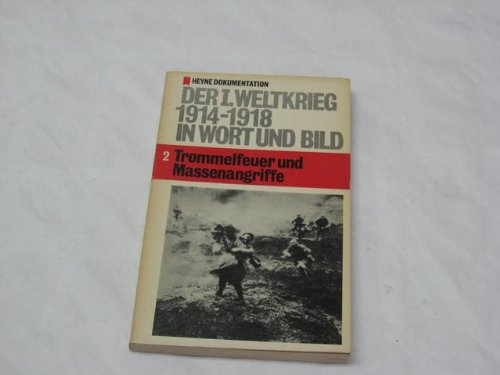 HEYNE DOKUMENTATION
DER I. WELTKRIEG
1914-1918
IN WORT UND BILD
2 Trommelfeuer und
Massenangriffe